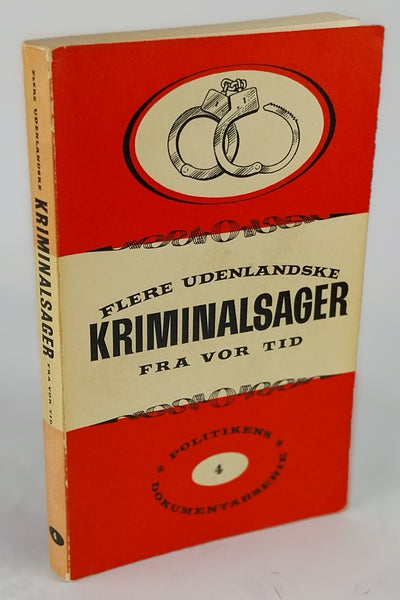 FLERE UDENLANDSKE
KRIMINALSAGER
FRA VOR TID
POLITIKENS
4
* DOKUMENTARSERIE *
FLERE UDENLANDSKE KRIMINALSAGER FRA VOR TID
4